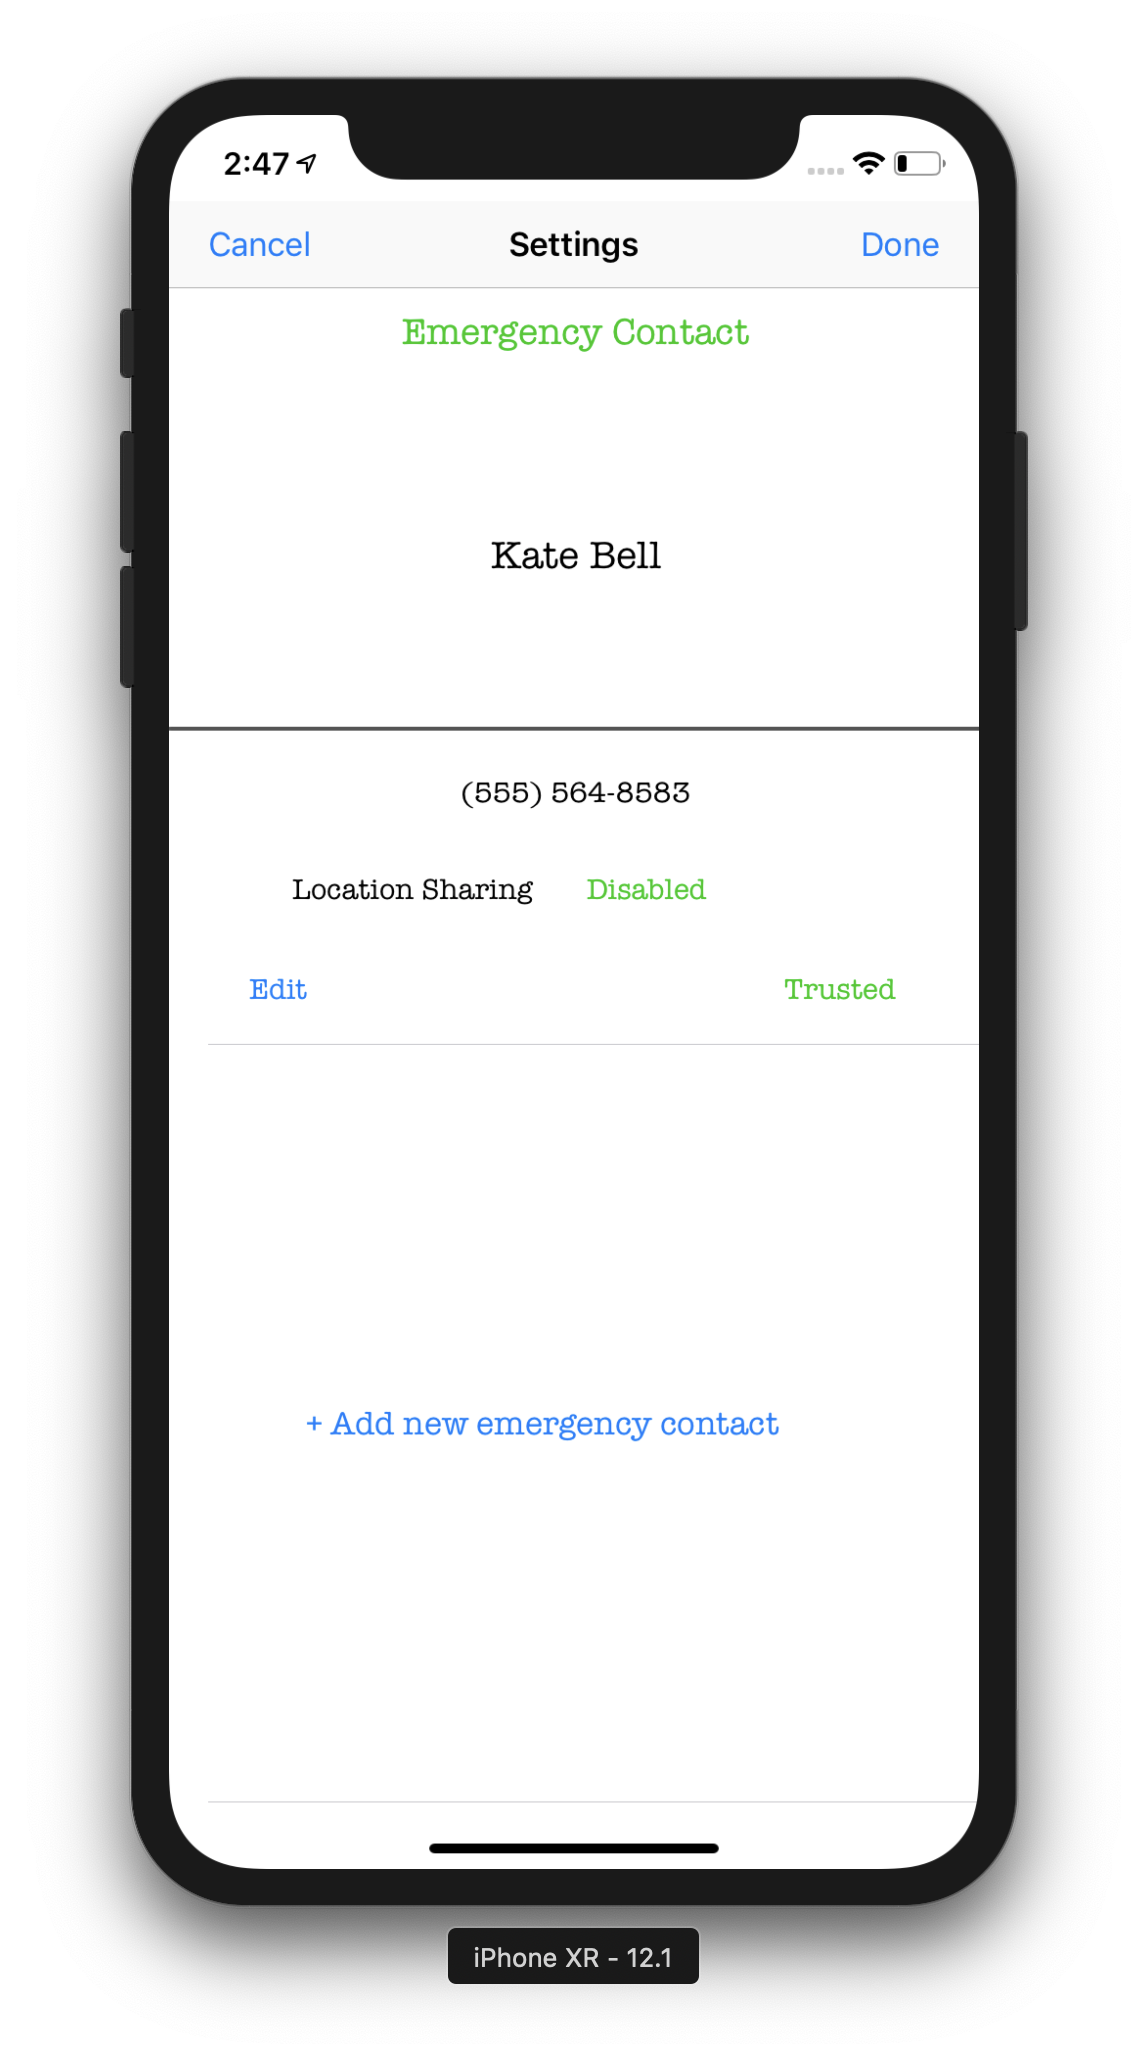 2:47
Cancel Settings Done
Emergency Contact
Kate Bell
(555) 564-8583
Location Sharing Disabled
Edit Trusted
+ Add new emergency contact
iPhone XR - 12.1